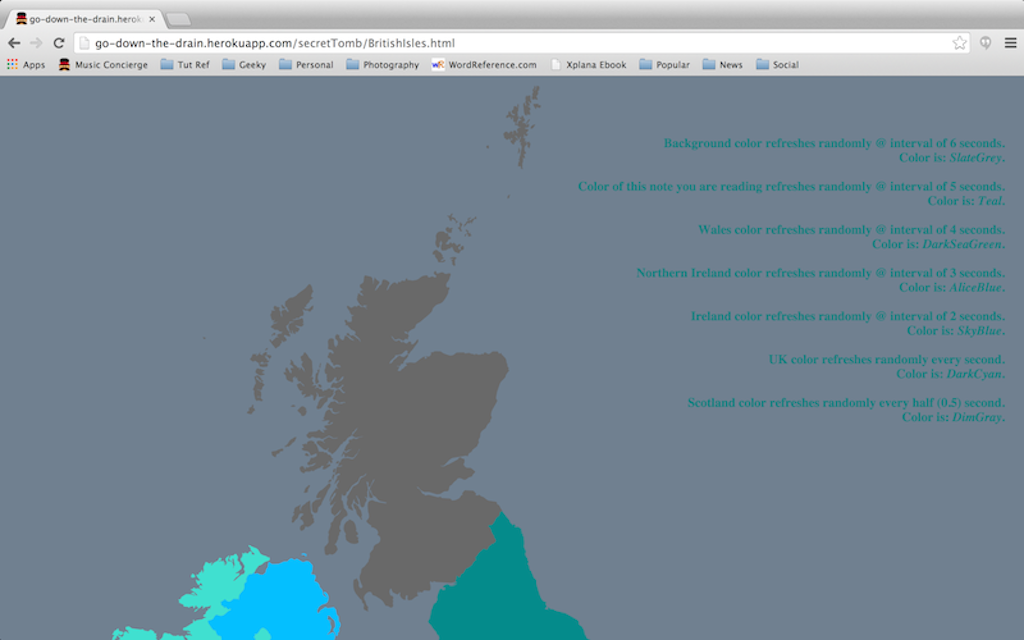 go-down-the-drain.herok
go-down-the-drain.herokuapp.com/secretTomb/BritishIsles.html
Apps Music Concierge Tut Ref Geeky Personal Photography WordReference.com Xplana Ebook Popular News Social
Background color refreshes randomly @ interval of 6 seconds.
Color is: SlateGrey.
Color of this note you are reading refreshes randomly @ interval of 5 seconds.
Color is: Teal.
Wales color refreshes randomly @ interval of 4 seconds.
Color is: DarkSeaGreen.
Northern Ireland color refreshes randomly @ interval of 3 seconds.
Color is: AliceBlue.
Ireland color refreshes randomly @ interval of 2 seconds.
Color is: SkyBlue.
UK color refreshes randomly every second.
Color is: DarkCyan.
Scotland color refreshes randomly every half (0.5) second.
Color is: DimGray.